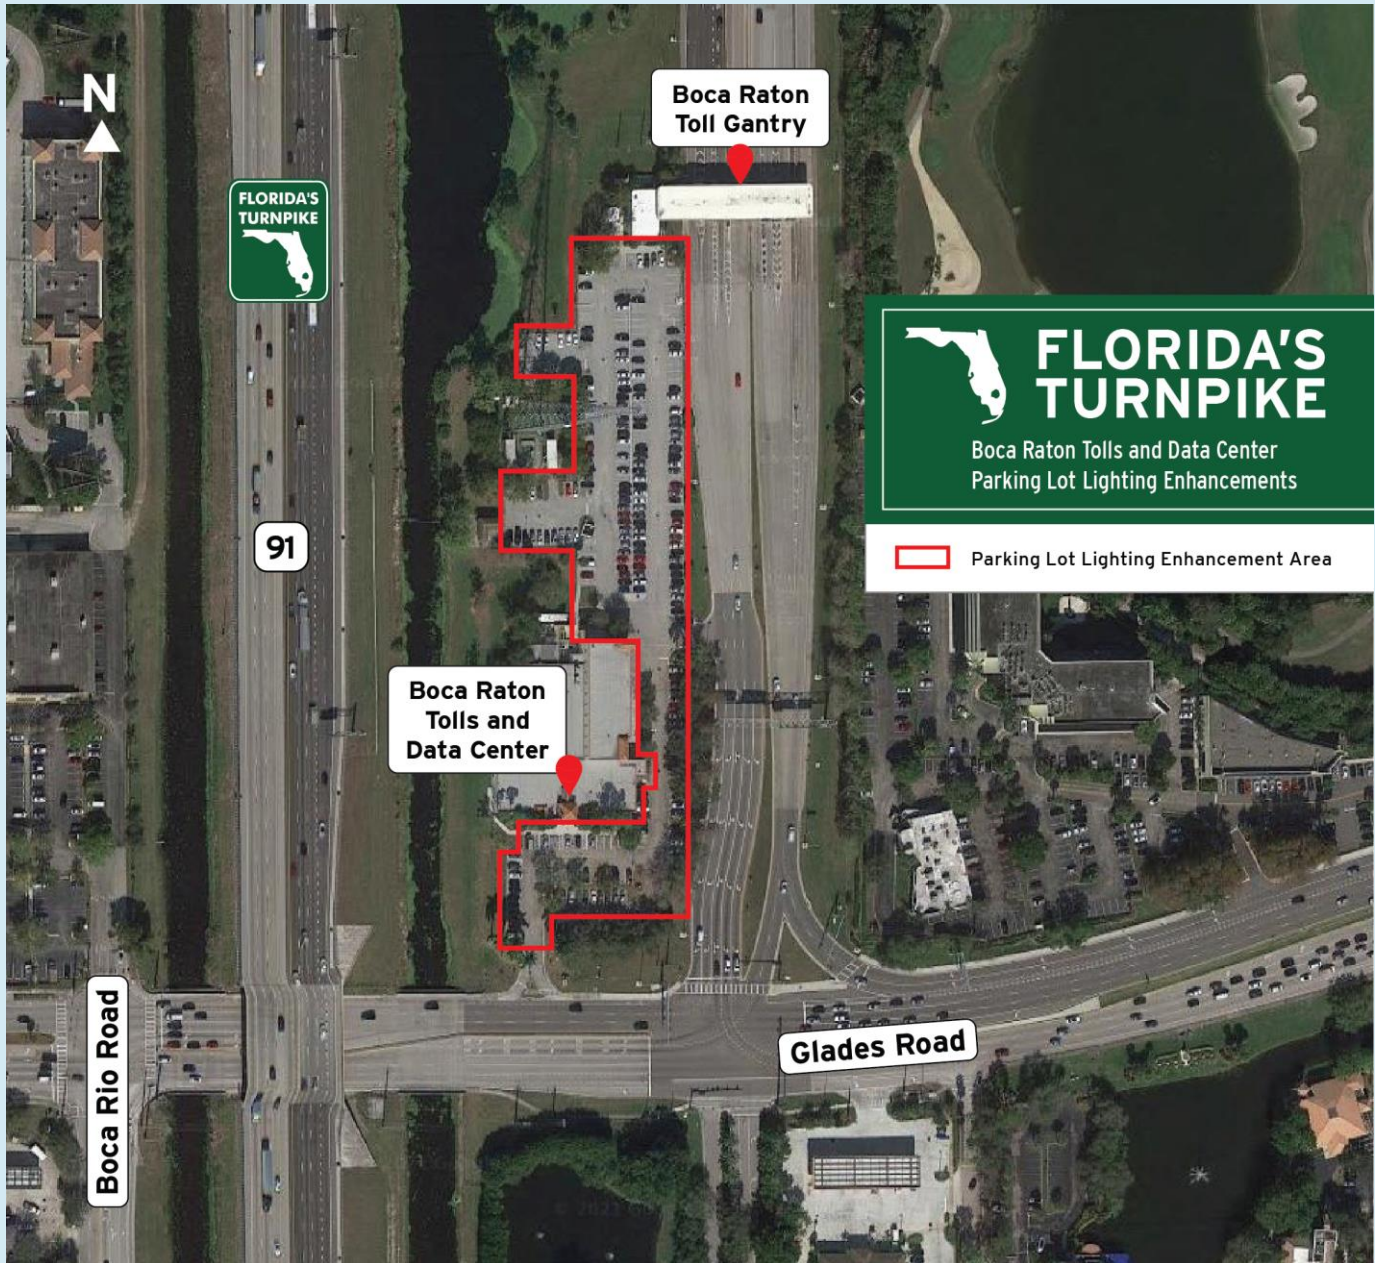 N
Boca Raton
Toll Gantry
FLORIDA'S
TURNPIKE
FLORIDA'S
TURNPIKE
Boca Raton Tolls and Data Center
Parking Lot Lighting Enhancements
Parking Lot Lighting Enhancement Area
91
Boca Raton
Tolls and
Data Center
Boca Rio Road
Glades Road